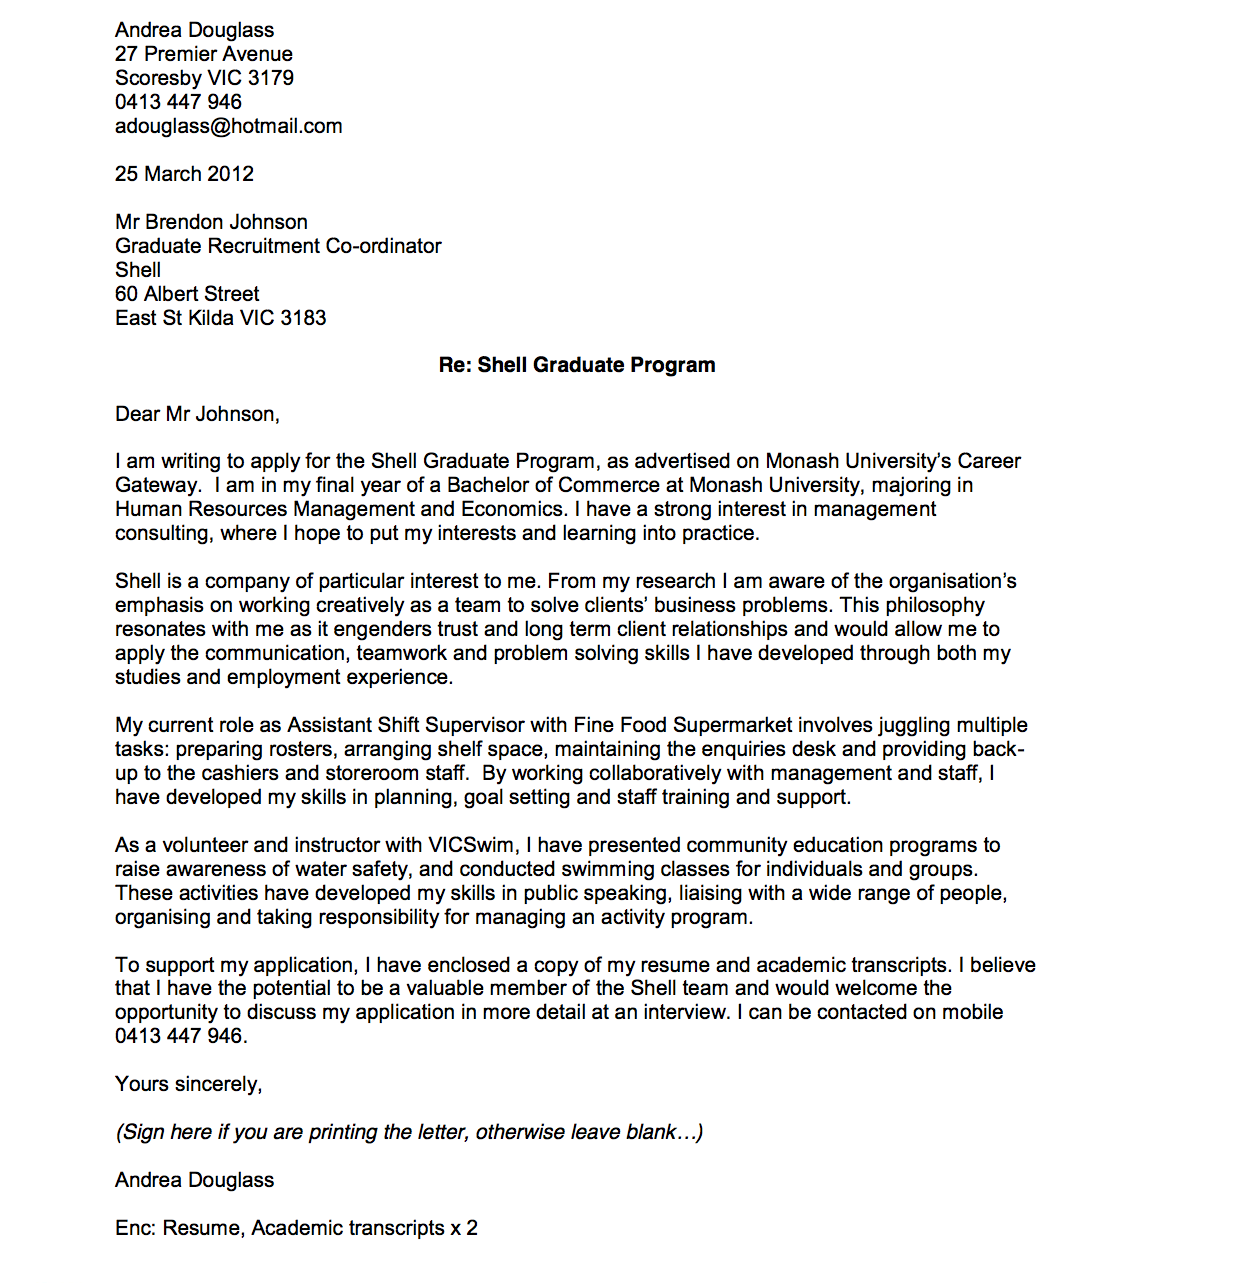 Andrea Douglass
27 Premier Avenue
Scoresby VIC 3179
0413 447 946
adouglass@hotmail.com
25 March 2012
Mr Brendon Johnson
Graduate Recruitment Co-ordinator
Shell
60 Albert Street
East St Kilda VIC 3183
Re: Shell Graduate Program
Dear Mr Johnson,
I am writing to apply for the Shell Graduate Program, as advertised on Monash University's Career
Gateway.  I am in my final year of a Bachelor of Commerce at Monash University, majoring in
Human Resources Management and Economics. I have a strong interest in management
consulting, where I hope to put my interests and learning into practice.
Shell is a company of particular interest to me. From my research I am aware of the organisation's
emphasis on working creatively as a team to solve clients' business problems. This philosophy
resonates with me as it engenders trust and long term client relationships and would allow me to
apply the communication, teamwork and problem solving skills I have developed through both my
studies and employment experience.
My current role as Assistant Shift Supervisor with Fine Food Supermarket involves juggling multiple
tasks: preparing rosters, arranging shelf space, maintaining the enquiries desk and providing back-
up to the cashiers and storeroom staff.  By working collaboratively with management and staff, I
have developed my skills in planning, goal setting and staff training and support.
As a volunteer and instructor with VICSwim, I have presented community education programs to
raise awareness of water safety, and conducted swimming classes for individuals and groups.
These activities have developed my skills in public speaking, liaising with a wide range of people,
organising and taking responsibility for managing an activity program.
To support my application, I have enclosed a copy of my resume and academic transcripts. I believe
that I have the potential to be a valuable member of the Shell team and would welcome the
opportunity to discuss my application in more detail at an interview. I can be contacted on mobile
0413 447 946.
Yours sincerely,
(Sign here if you are printing the letter, otherwise leave blank…)
Andrea Douglass
Enc: Resume, Academic transcripts x 2